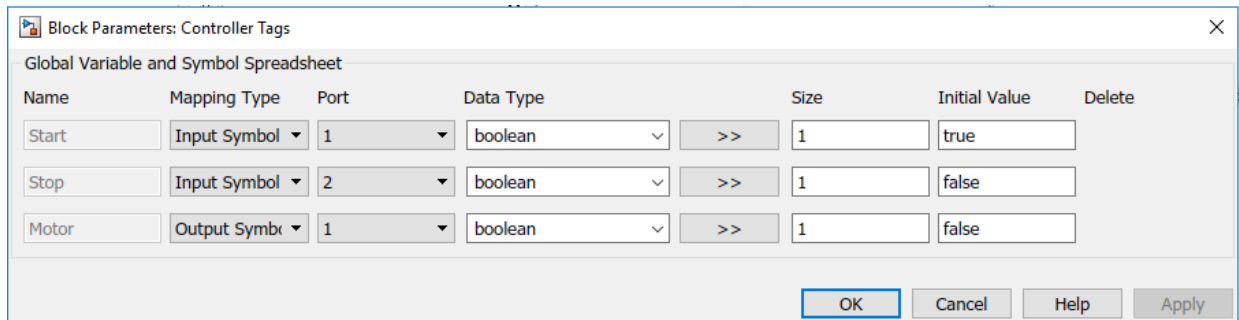 Block Parameters: Controller Tags
Global Variable and Symbol Spreadsheet
Name Mapping Type Port Data Type Size Initial Value Delete
Start Input Symbol 1 boolean >> 1 true
Stop Input Symbol 2 boolean >> 1 false
Motor Output Symbo 1 boolean >> 1 false
OK Cancel Help Apply